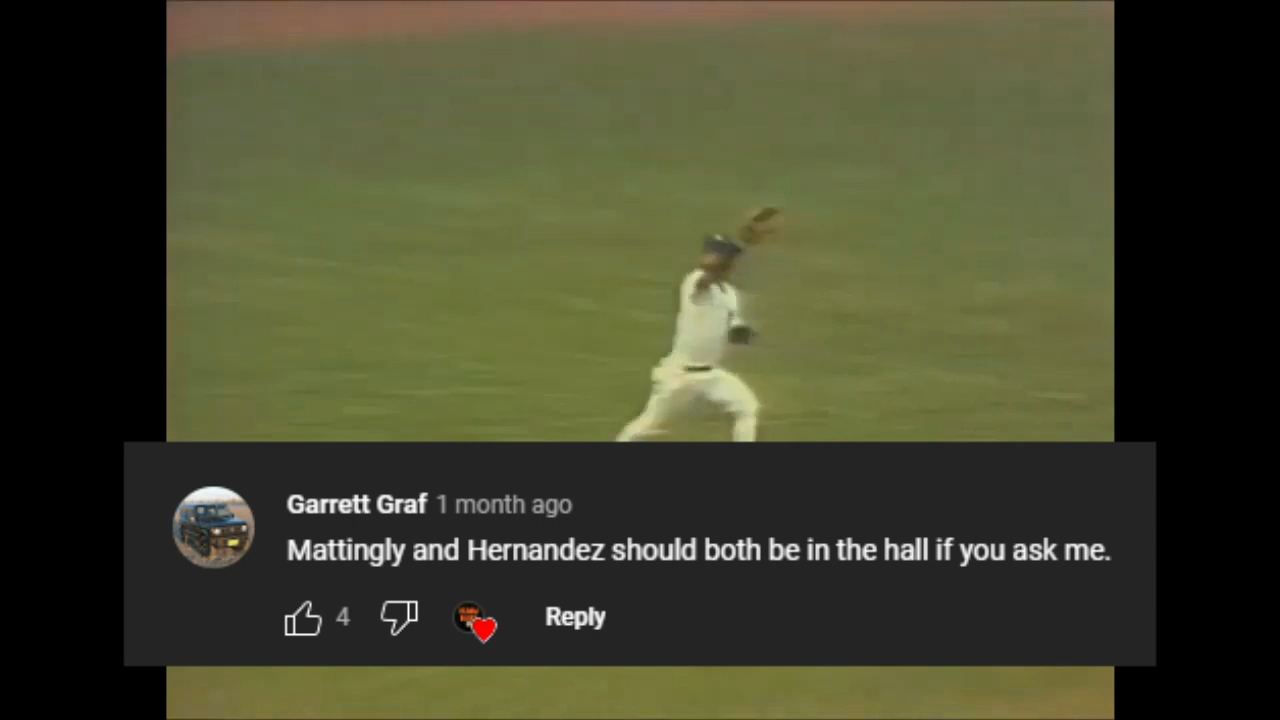 Garrett Graf 1 month ago
Mattingly and Hernandez should both be in the hall if you ask me.
4 Reply